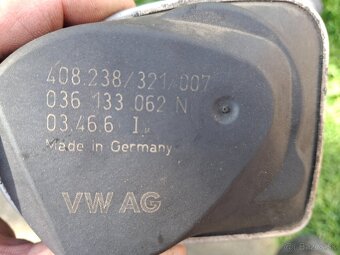 408.238/321/007
036 133 062 N
03.46.6 I
Made in Germany
VW AG